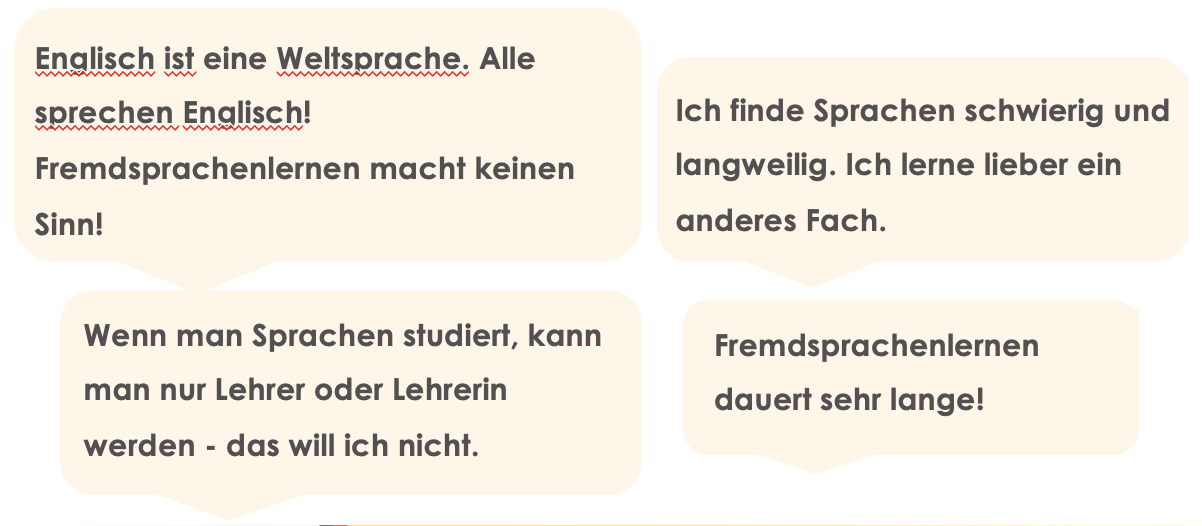 Englisch ist eine Weltsprache. Alle
sprechen Englisch!
Fremdsprachenlernen macht keinen
Sinn!
Ich finde Sprachen schwierig und
langweilig. Ich lerne lieber ein
anderes Fach.
Wenn man Sprachen studiert, kann
man nur Lehrer oder Lehrerin
werden - das will ich nicht.
Fremdsprachenlernen
dauert sehr lange!